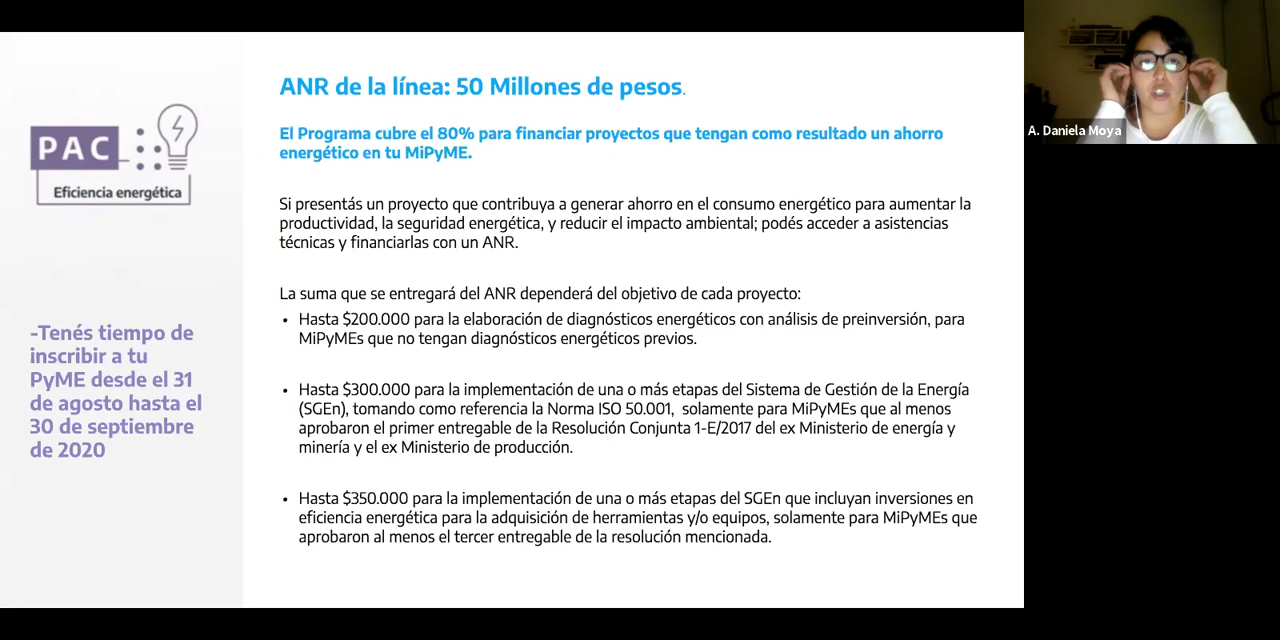 ANR de la línea: 50 Millones de pesos.
El Programa cubre el 80% para financiar proyectos que tengan como resultado un ahorro
energético en tu MiPyME.
Si presentás un proyecto que contribuya a generar ahorro en el consumo energético para aumentar la
productividad, la seguridad energética, y reducir el impacto ambiental; podés acceder a asistencias
técnicas y financiarlas con un ANR.
La suma que se entregará del ANR dependerá del objetivo de cada proyecto:
• Hasta $200.000 para la elaboración de diagnósticos energéticos con análisis de preinversión, para
MiPyMEs que no tengan diagnósticos energéticos previos.
• Hasta $300.000 para la implementación de una o más etapas del Sistema de Gestión de la Energía
(SGEn), tomando como referencia la Norma ISO 50.001, solamente para MiPyMEs que al menos
aprobaron el primer entregable de la Resolución Conjunta 1-E/2017 del ex Ministerio de energía y
minería y el ex Ministerio de producción.
• Hasta $350.000 para la implementación de una o más etapas del SGEn que incluyan inversiones en
eficiencia energética para la adquisición de herramientas y/o equipos, solamente para MiPyMEs que
aprobaron al menos el tercer entregable de la resolución mencionada.
PAC
Eficiencia energética
-Tenés tiempo de
inscribir a tu
PyME desde el 31
de agosto hasta el
30 de septiembre
de 2020
A. Daniela Moya